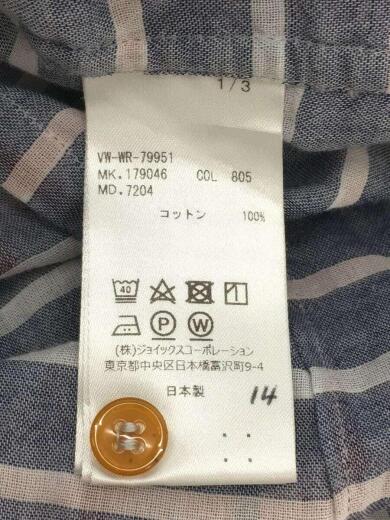 1/3
VW-WR-79951
MK.179046 COL 805
MD.7204
コットン 100%
40
P W
(株)ジョイックスコーポレーション
東京都中央区日本橋富沢町9-4
日本製
14